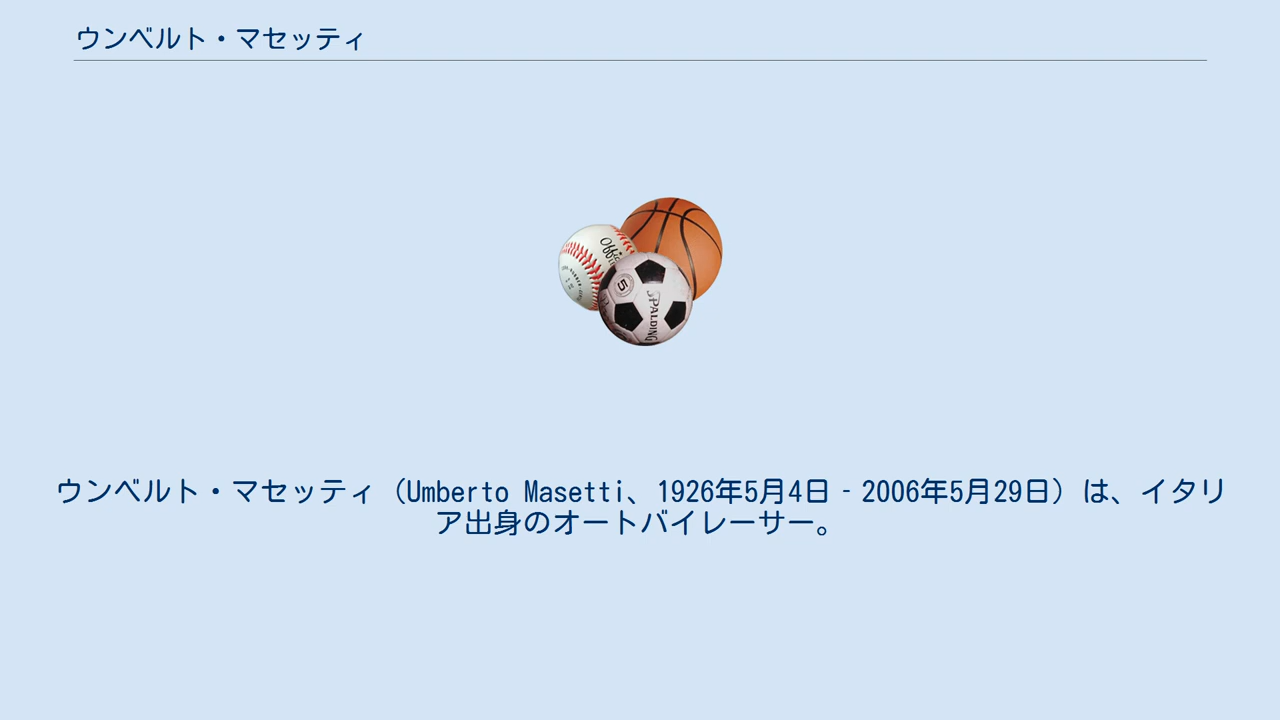 ウンベルト・マセッティ
Offici
5
SPALDING
ウンベルト・マセッティ（Umberto Masetti、1926年5月4日 - 2006年5月29日）は、イタリ
ア出身のオートバイレーサー。